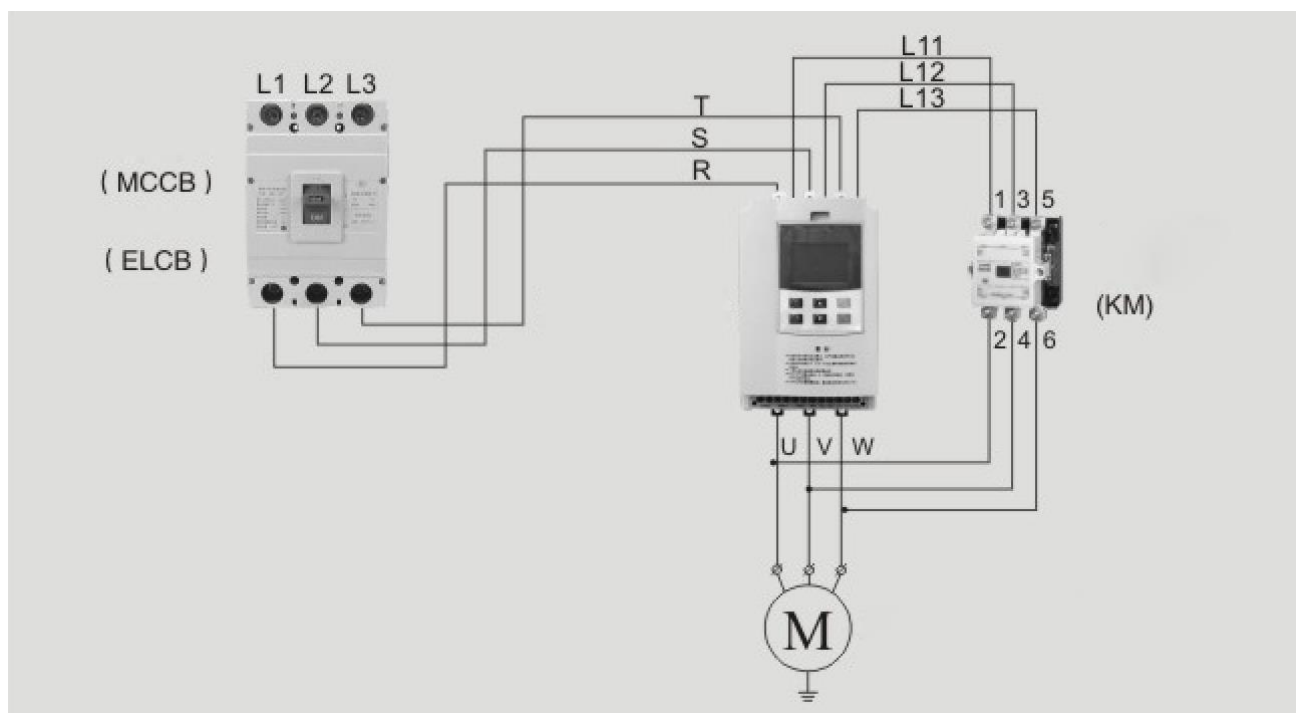 L11
L12
L13
L1 L2 L3
T
S
R
( MCCB )
( ELCB )
1 3 5
(KM)
2 4 6
U V W
M